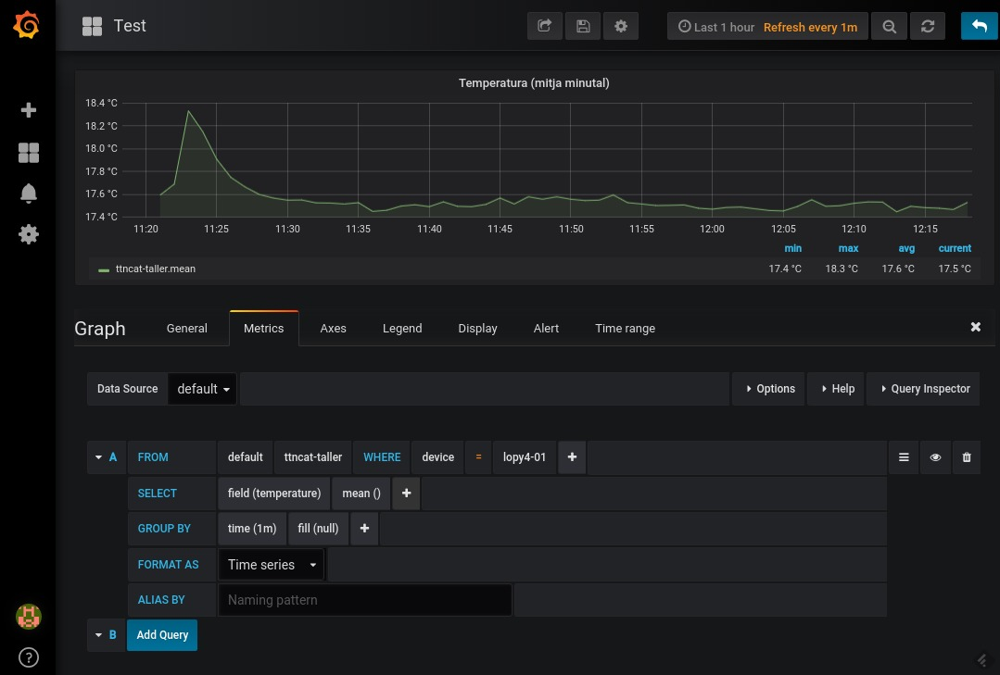 Test
Last 1 hour Refresh every 1m
Temperatura (mitja minutal)
18.4 °C
18.2 °C
18.0 °C
17.8 °C
17.6 °C
17.4 °C
11:20 11:25 11:30 11:35 11:40 11:45 11:50 11:55 12:00 12:05 12:10 12:15
min max avg current
ttncat-taller.mean 17.4 °C 18.3 °C 17.6 °C 17.5 °C
Graph General Metrics Axes Legend Display Alert Time range
Data Source default Options Help Query Inspector
A FROM default ttncat-taller WHERE device = lopy4-01 +
SELECT field (temperature) mean () +
GROUP BY time (1m) fill (null) +
FORMAT AS Time series
ALIAS BY Naming pattern
B Add Query